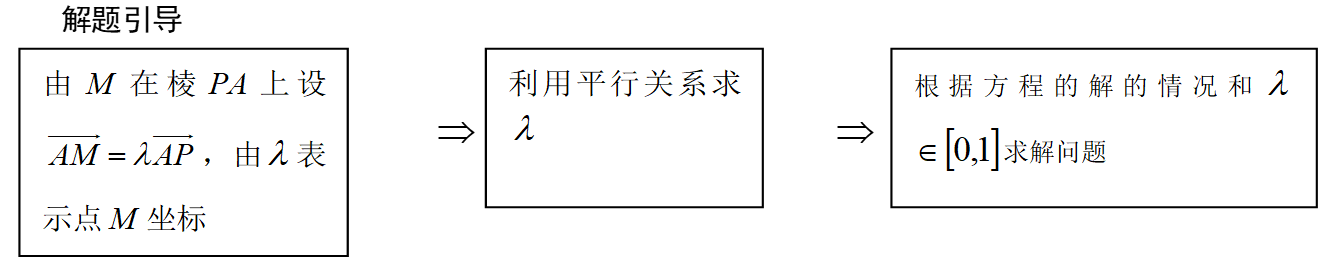 解题引导
由 M 在棱 PA 上设
$\overrightarrow{AM}=\lambda\overrightarrow{AP}$，由 λ 表
示点 M 坐标
⇒
利用平行关系求
λ
⇒
根据方程的解的情况和 λ
∈[0,1]求解问题